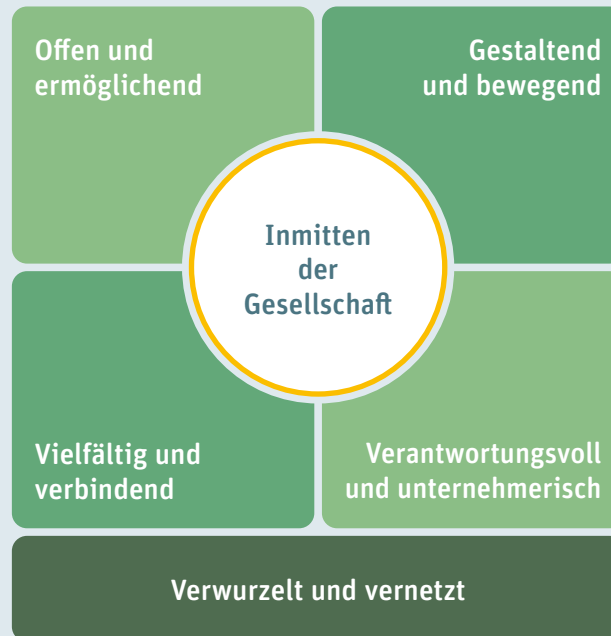 Offen und
ermöglichend
Gestaltend
und bewegend
Inmitten
der
Gesellschaft
Vielfältig und
verbindend
Verantwortungsvoll
und unternehmerisch
Verwurzelt und vernetzt